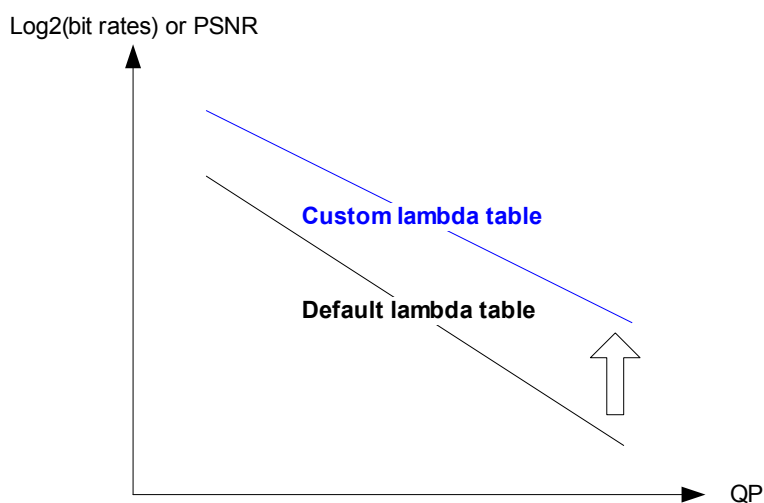 Log2(bit rates) or PSNR
Custom lambda table
Default lambda table
QP